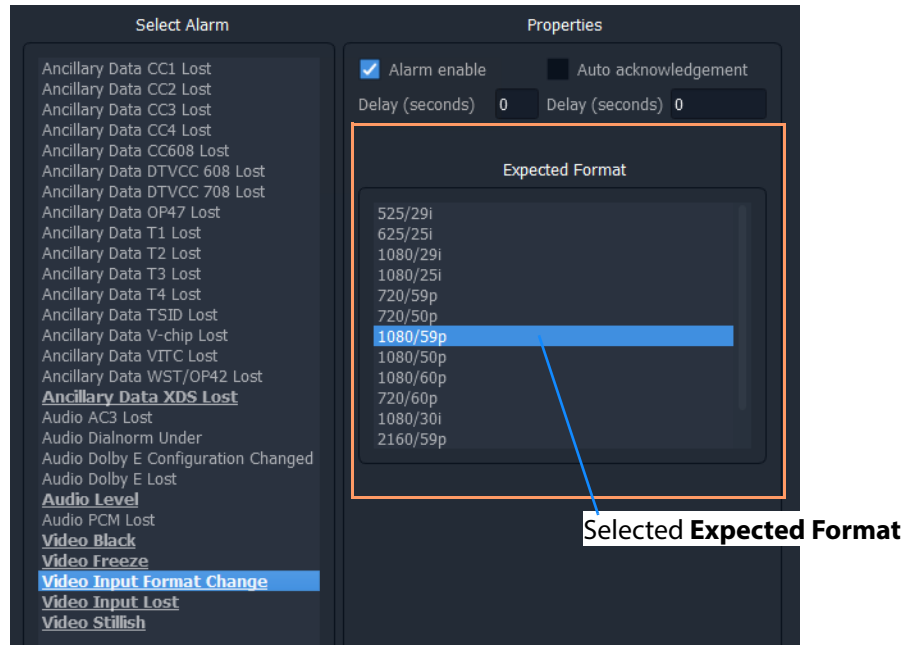 Select Alarm
Ancillary Data CC1 Lost
Ancillary Data CC2 Lost
Ancillary Data CC3 Lost
Ancillary Data CC4 Lost
Ancillary Data CC608 Lost
Ancillary Data DTVCC 608 Lost
Ancillary Data DTVCC 708 Lost
Ancillary Data OP47 Lost
Ancillary Data T1 Lost
Ancillary Data T2 Lost
Ancillary Data T3 Lost
Ancillary Data T4 Lost
Ancillary Data TSID Lost
Ancillary Data V-chip Lost
Ancillary Data VITC Lost
Ancillary Data WST/OP42 Lost
Ancillary Data XDS Lost
Audio AC3 Lost
Audio Dialnorm Under
Audio Dolby E Configuration Changed
Audio Dolby E Lost
Audio Level
Audio PCM Lost
Video Black
Video Freeze
Video Input Format Change
Video Input Lost
Video Stillish
Properties
Alarm enable Auto acknowledgement
Delay (seconds) 0 Delay (seconds) 0
Expected Format
525/29i
625/25i
1080/29i
1080/25i
720/59p
720/50p
1080/59p
1080/50p
1080/60p
720/60p
1080/30i
2160/59p
Selected Expected Format